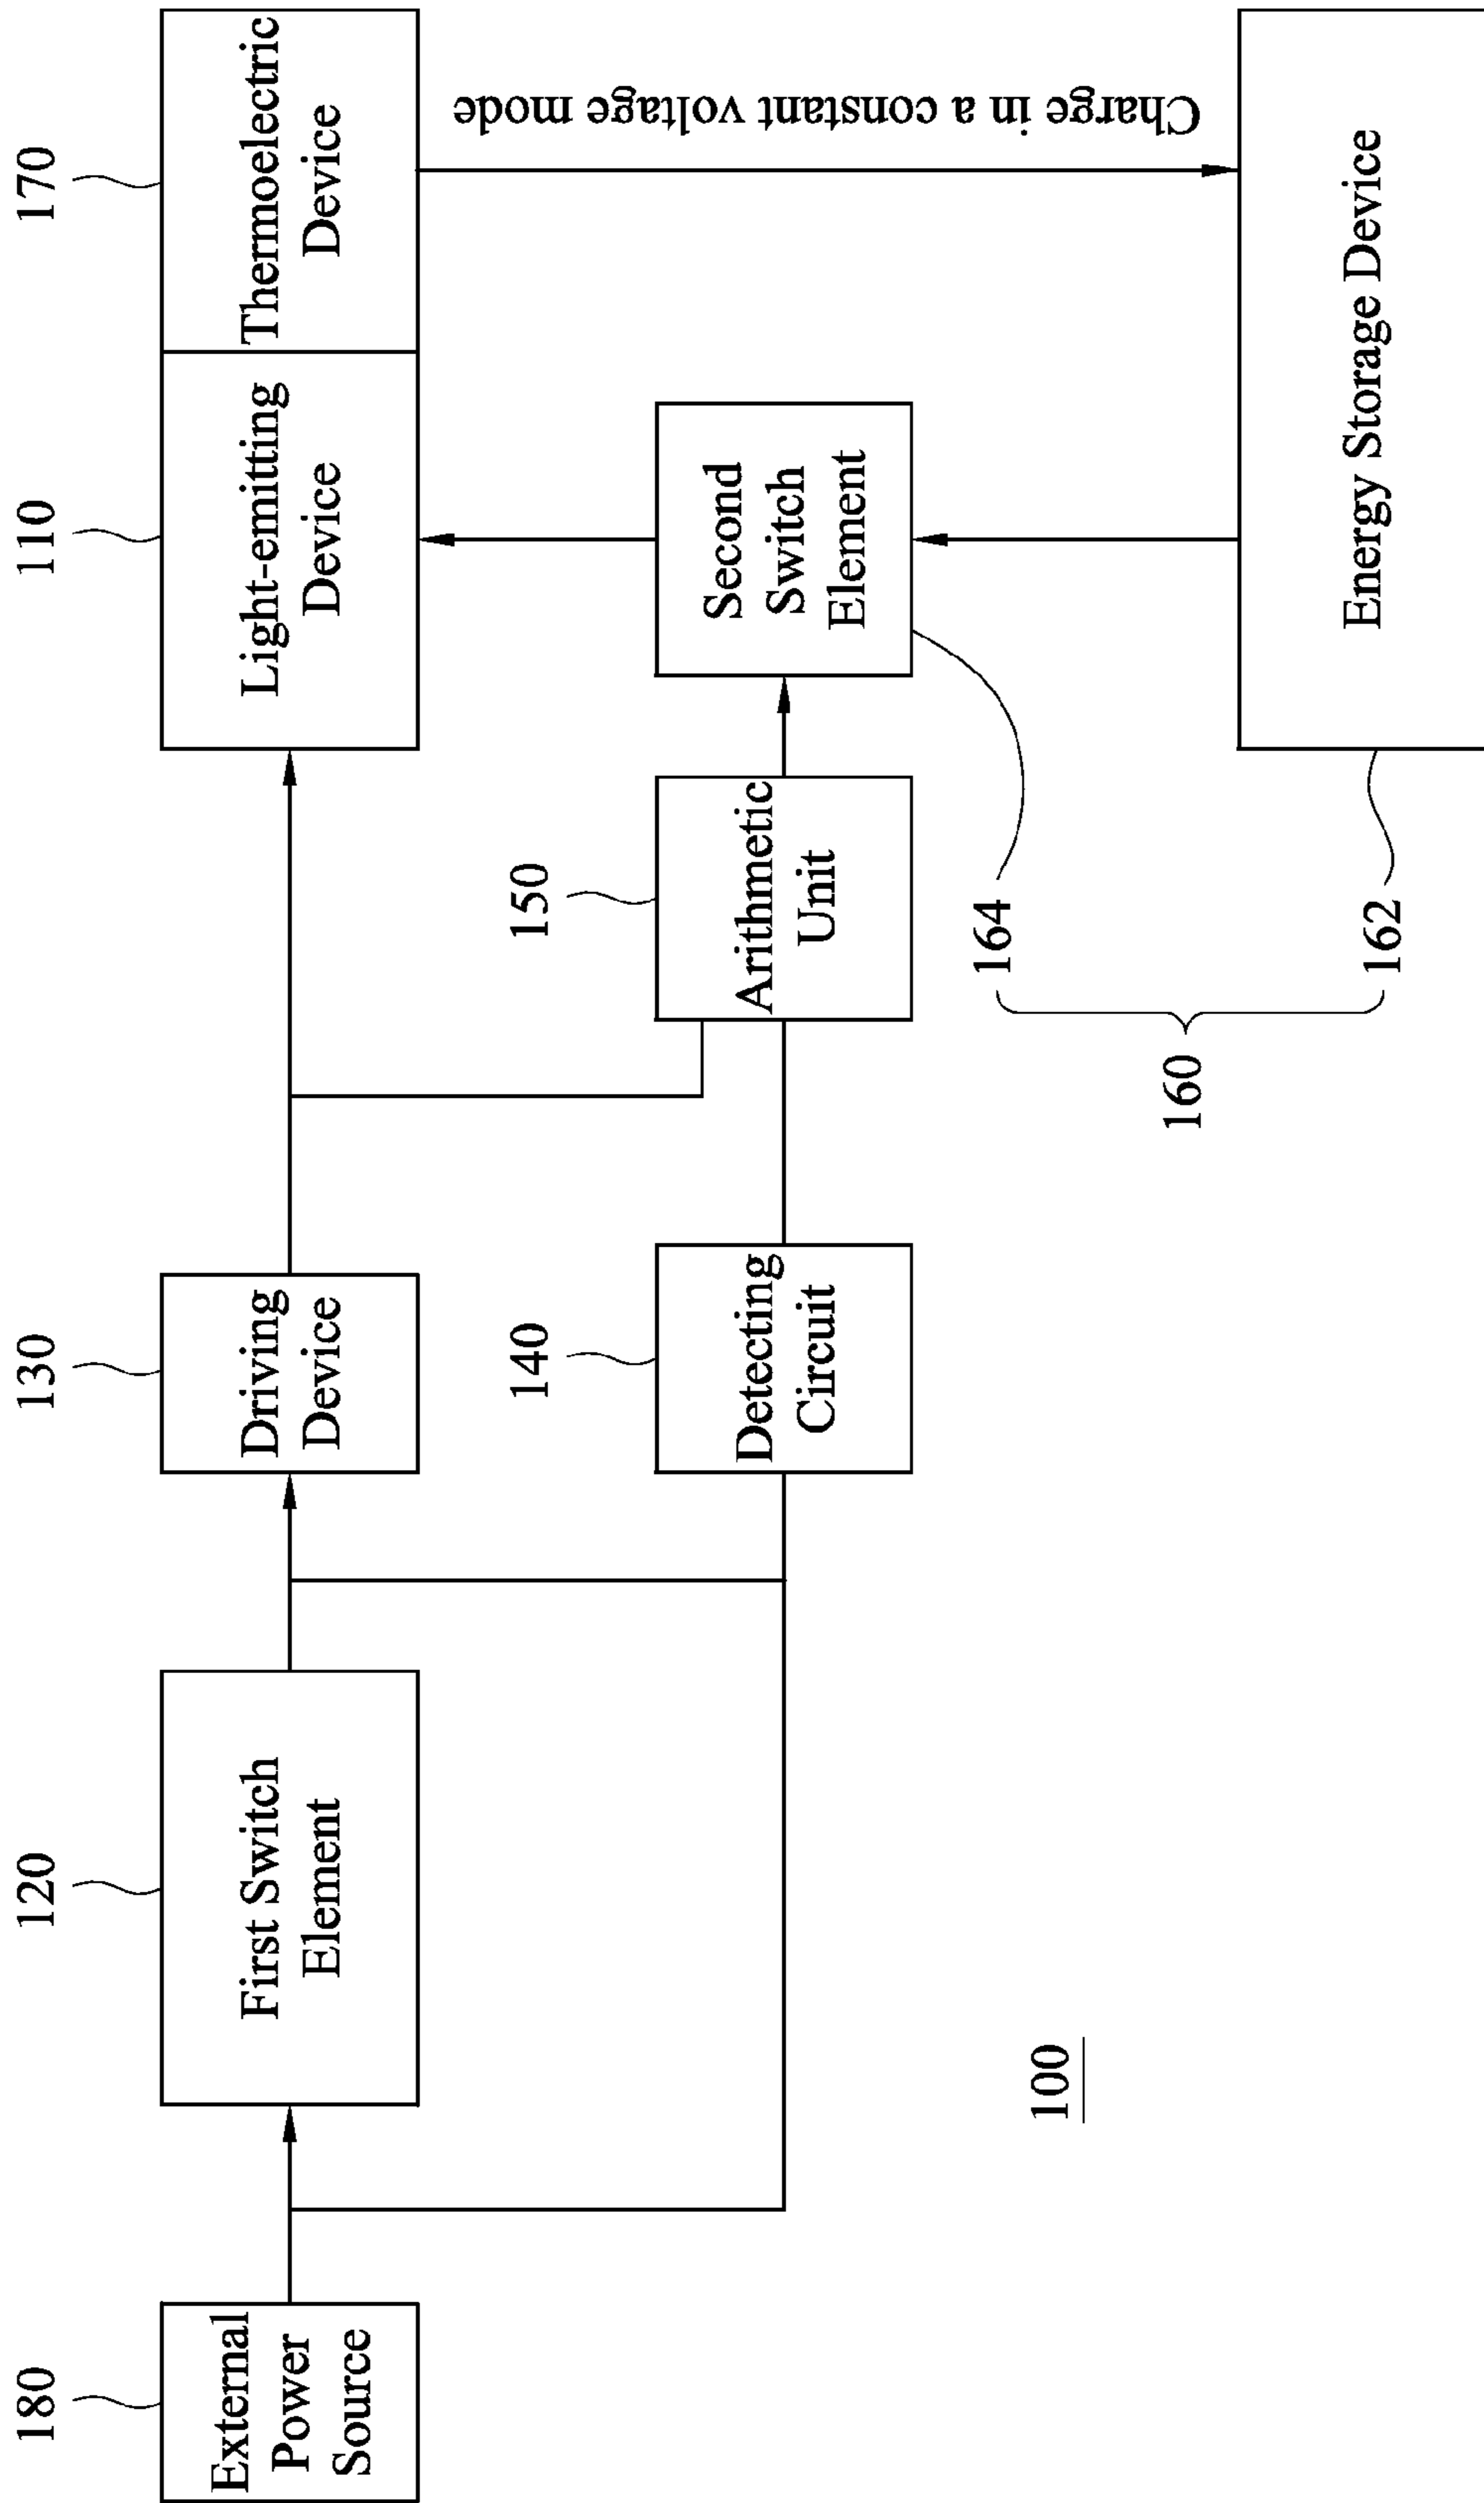 180
External
Power
Source
120
First Switch
Element
130
Driving
Device
110
Light-emitting
Device
170
Thermoelectric
Device
140
Detecting
Circuit
150
Arithmetic
Unit
Second
Switch
Element
Charge in a constant voltage mode
164
162
160
Energy Storage Device
100